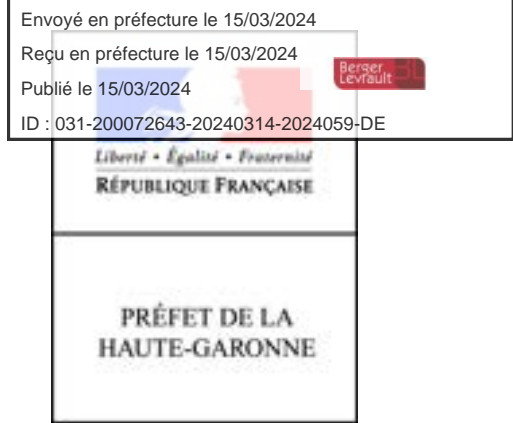 Envoyé en préfecture le 15/03/2024
Reçu en préfecture le 15/03/2024
Publié le 15/03/2024
Berger
Levrault
ID : 031-200072643-20240314-2024059-DE
Liberté • Égalité • Fraternité
RÉPUBLIQUE FRANÇAISE
PRÉFET DE LA
HAUTE-GARONNE